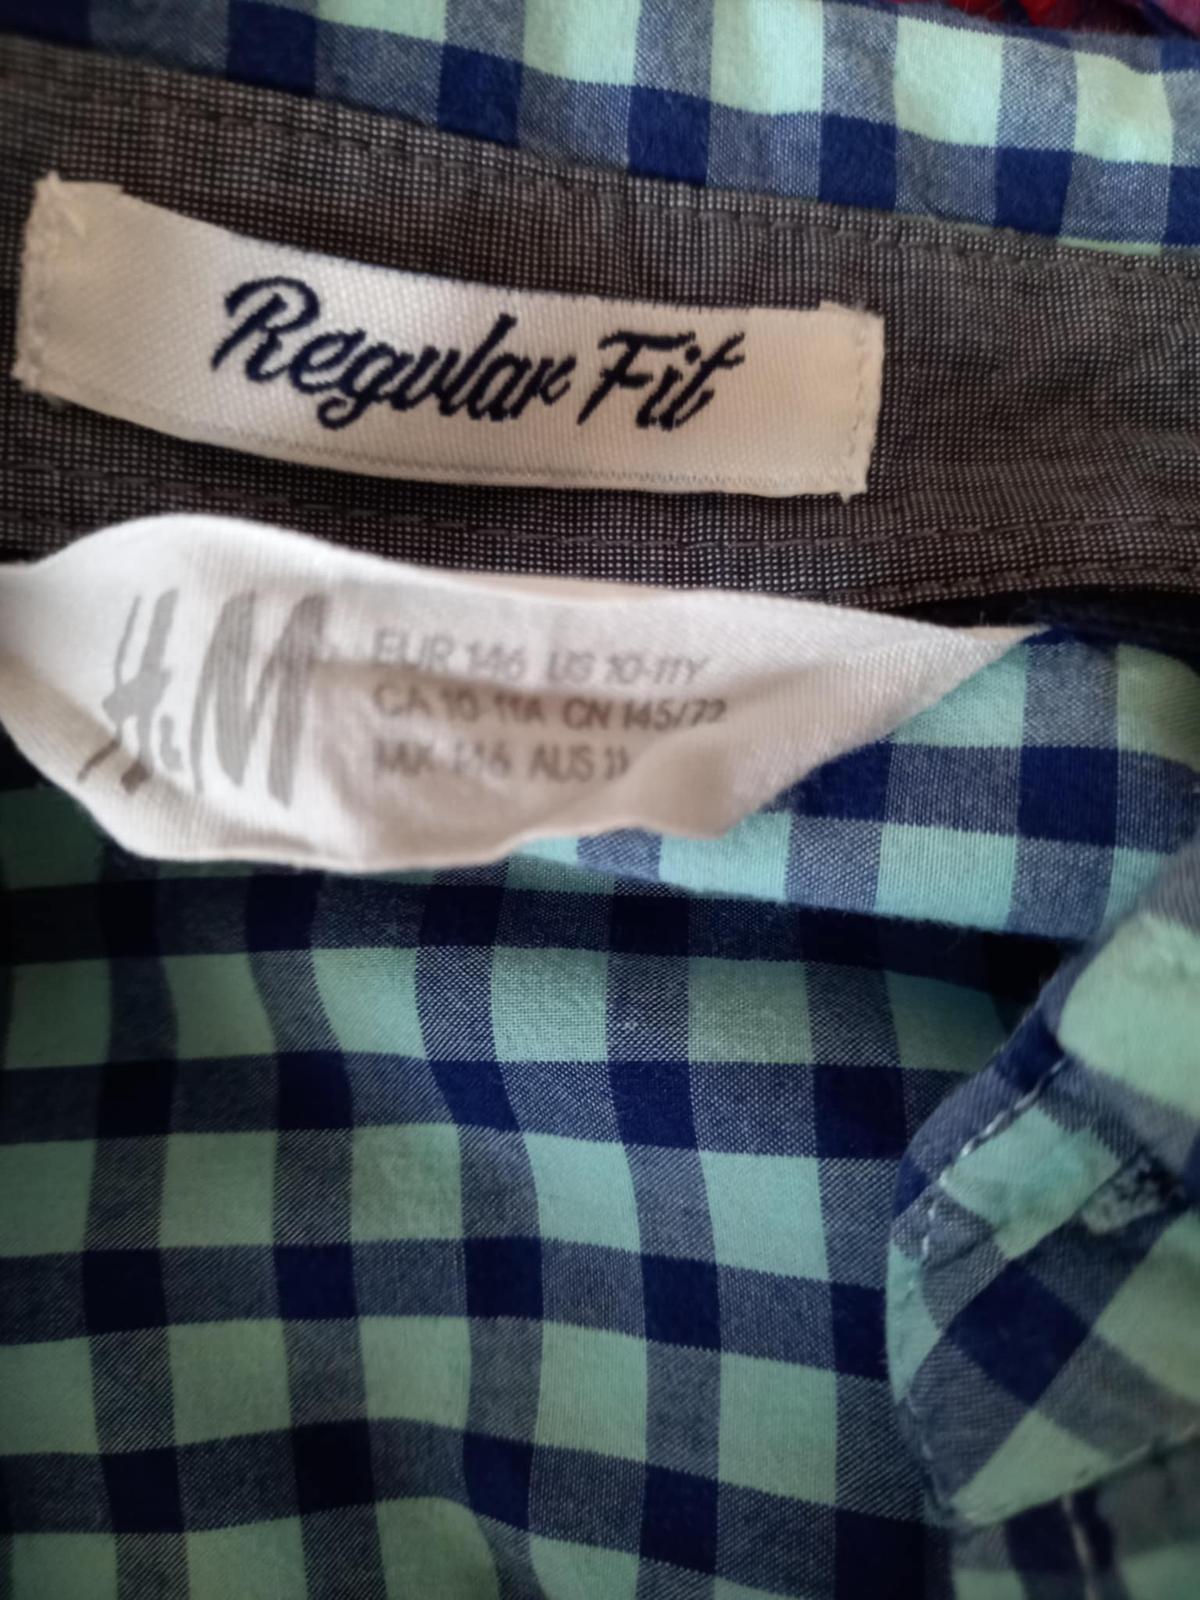 Regular Fit
H&M
EUR 146 US 10-11Y
CA 10-11A CN 145/72
MX 146 AUS 11